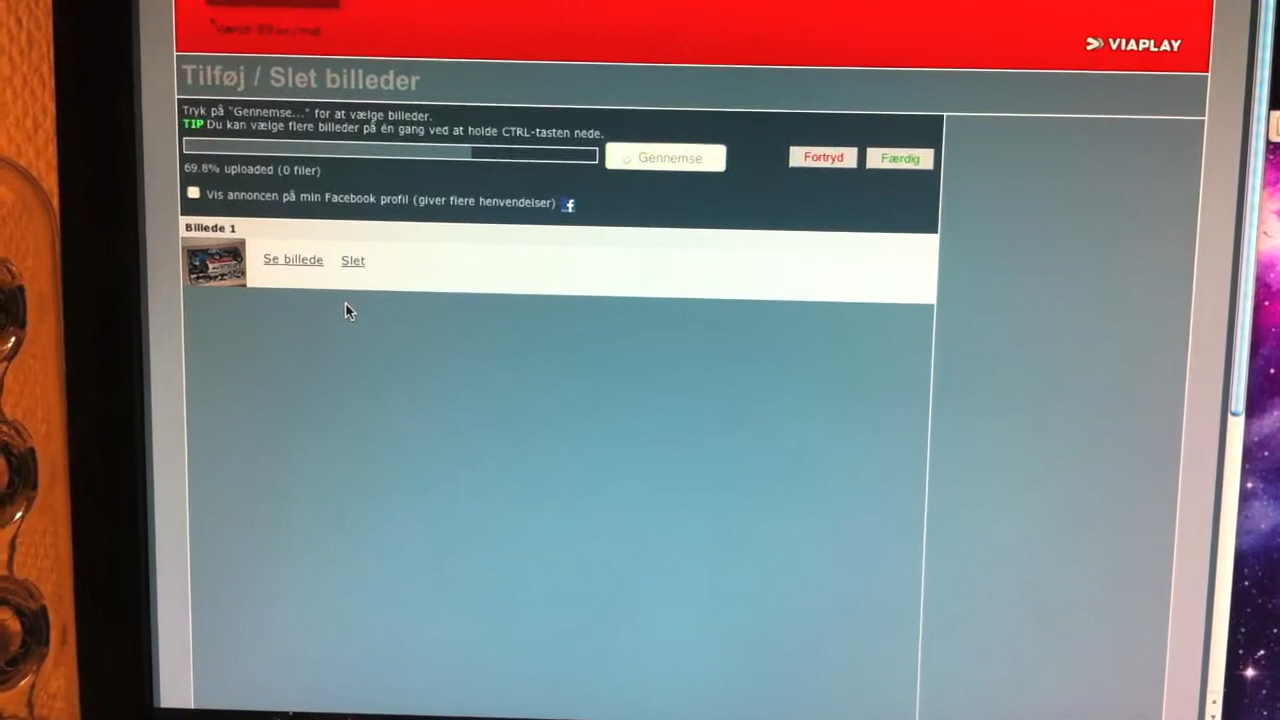 VIAPLAY
Tilføj / Slet billeder
Tryk på "Gennemse..." for at vælge billeder.
TIP Du kan vælge flere billeder på én gang ved at holde CTRL-tasten nede.
Gennemse
Fortryd
Færdig
69.8% uploaded (0 filer)
Vis annoncen på min Facebook profil (giver flere henvendelser)
Billede 1
Se billede
Slet